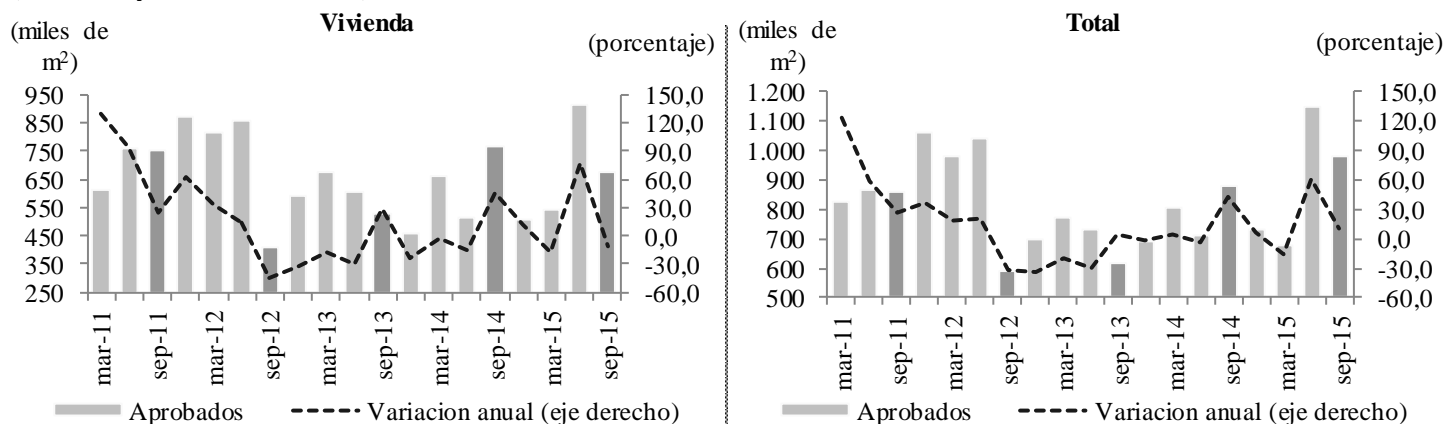 (miles de m²)
Vivienda
(porcentaje)
950
850
750
650
550
450
350
250
150,0
120,0
90,0
60,0
30,0
0,0
-30,0
-60,0
mar-11
sep-11
mar-12
sep-12
mar-13
sep-13
mar-14
sep-14
mar-15
sep-15
Aprobados
Variacion anual (eje derecho)
(miles de m²)
Total
(porcentaje)
1.200
1.100
1.000
900
800
700
600
500
150,0
120,0
90,0
60,0
30,0
0,0
-30,0
-60,0
mar-11
sep-11
mar-12
sep-12
mar-13
sep-13
mar-14
sep-14
mar-15
sep-15
Aprobados
Variacion anual (eje derecho)